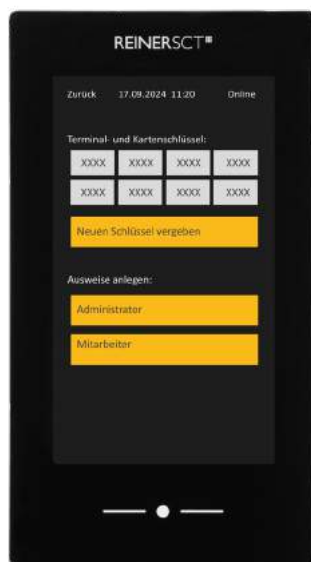 REINERSCT
Zurück 17.09.2024 11:20 Online
Terminal- und Kartenschlüssel:
XXXX XXXX XXXX XXXX
XXXX XXXX XXXX XXXX
Neuen Schlüssel vergeben
Ausweise anlegen:
Administrator
Mitarbeiter